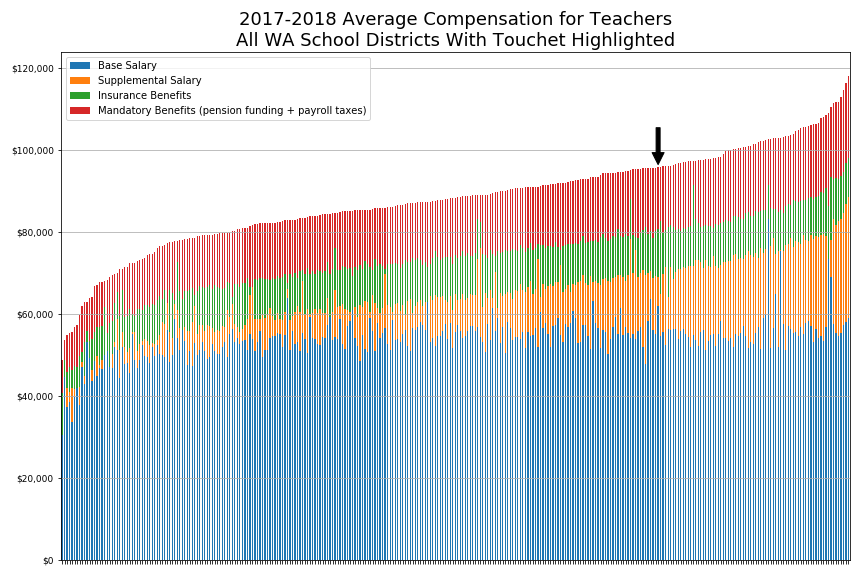 2017-2018 Average Compensation for Teachers
All WA School Districts With Touchet Highlighted
Base Salary
Supplemental Salary
Insurance Benefits
Mandatory Benefits (pension funding + payroll taxes)
$120,000
$100,000
$80,000
$60,000
$40,000
$20,000
$0